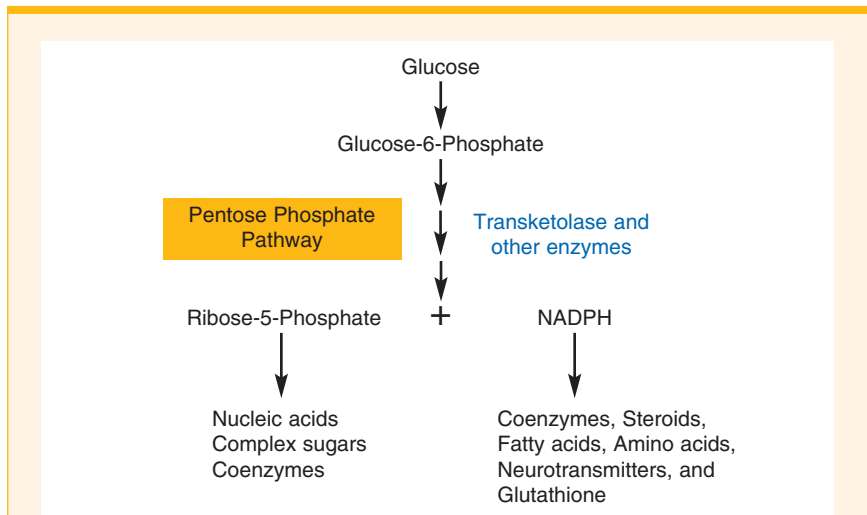 Glucose
Glucose-6-Phosphate
Pentose Phosphate
Pathway
Transketolase and
other enzymes
Ribose-5-Phosphate + NADPH
Nucleic acids
Complex sugars
Coenzymes
Coenzymes, Steroids,
Fatty acids, Amino acids,
Neurotransmitters, and
Glutathione